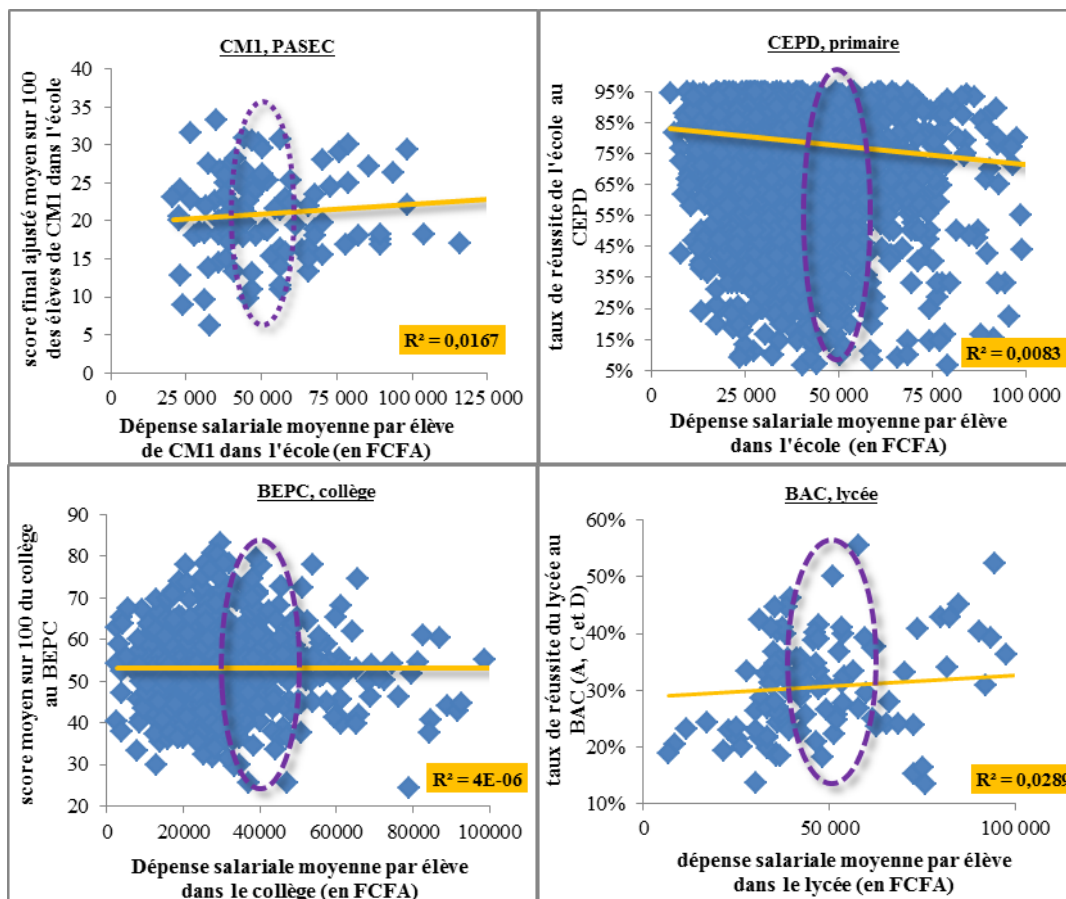 CM1, PASEC
score final ajusté moyen sur 100
des élèves de CM1 dans l'école
40
35
30
25
20
15
10
5
0
R² = 0,0167
0 25 000 50 000 75 000 100 000 125 000
Dépense salariale moyenne par élève
de CM1 dans l'école (en FCFA)
CEPD, primaire
taux de réussite de l'école au
CEPD
95%
85%
75%
65%
55%
45%
35%
25%
15%
5%
R² = 0,0083
0 25 000 50 000 75 000 100 000
Dépense salariale moyenne par élève
dans l'école (en FCFA)
BEPC, collège
score moyen sur 100 du collège
au BEPC
90
80
70
60
50
40
30
20
R² = 4E-06
0 20000 40000 60000 80000 100000
Dépense salariale moyenne par élève
dans le collège (en FCFA)
BAC, lycée
taux de réussite du lycée au
BAC (A, C et D)
60%
50%
40%
30%
20%
10%
R² = 0,0289
0 50 000 100 000
dépense salariale moyenne par élève
dans le lycée (en FCFA)